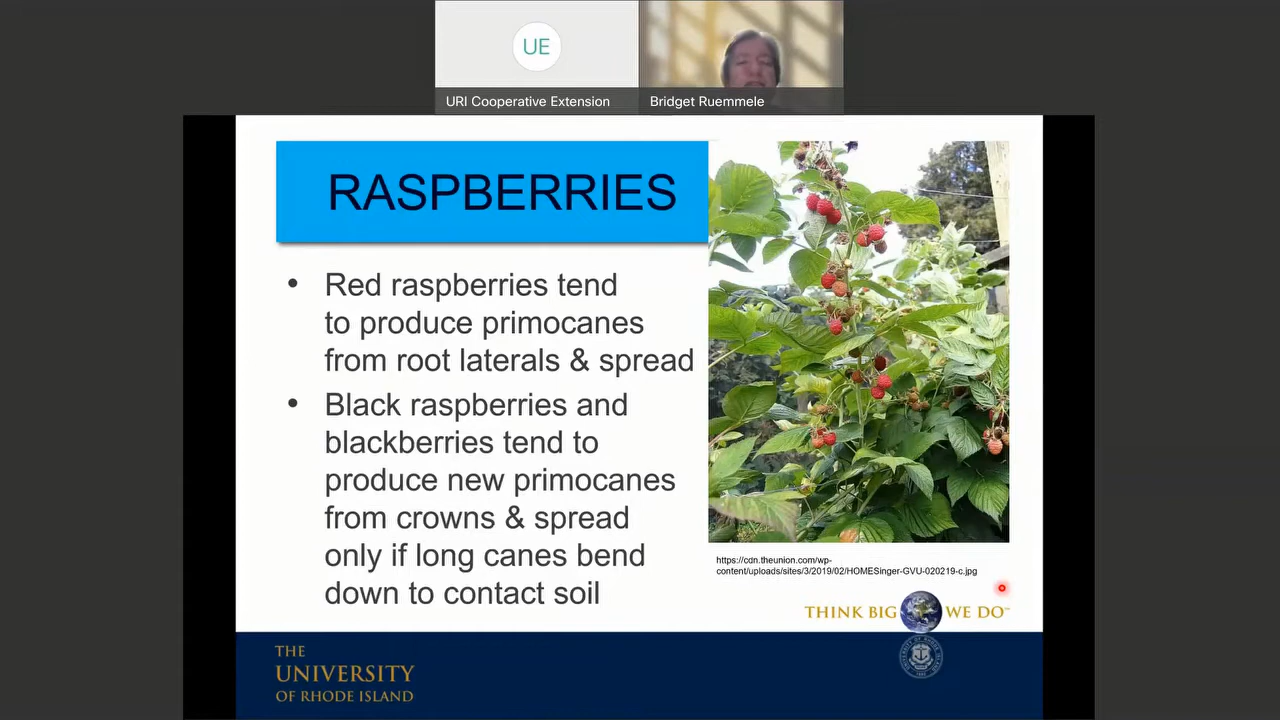 UE
URI Cooperative Extension
Bridget Ruemmele
RASPBERRIES
• Red raspberries tend
to produce primocanes
from root laterals & spread
• Black raspberries and
blackberries tend to
produce new primocanes
from crowns & spread
only if long canes bend
down to contact soil
https://cdn.theunion.com/wp-
content/uploads/sites/3/2019/02/HOMESinger-GVU-020219-c.jpg
THINK BIG WE DO™
THE
UNIVERSITY
OF RHODE ISLAND